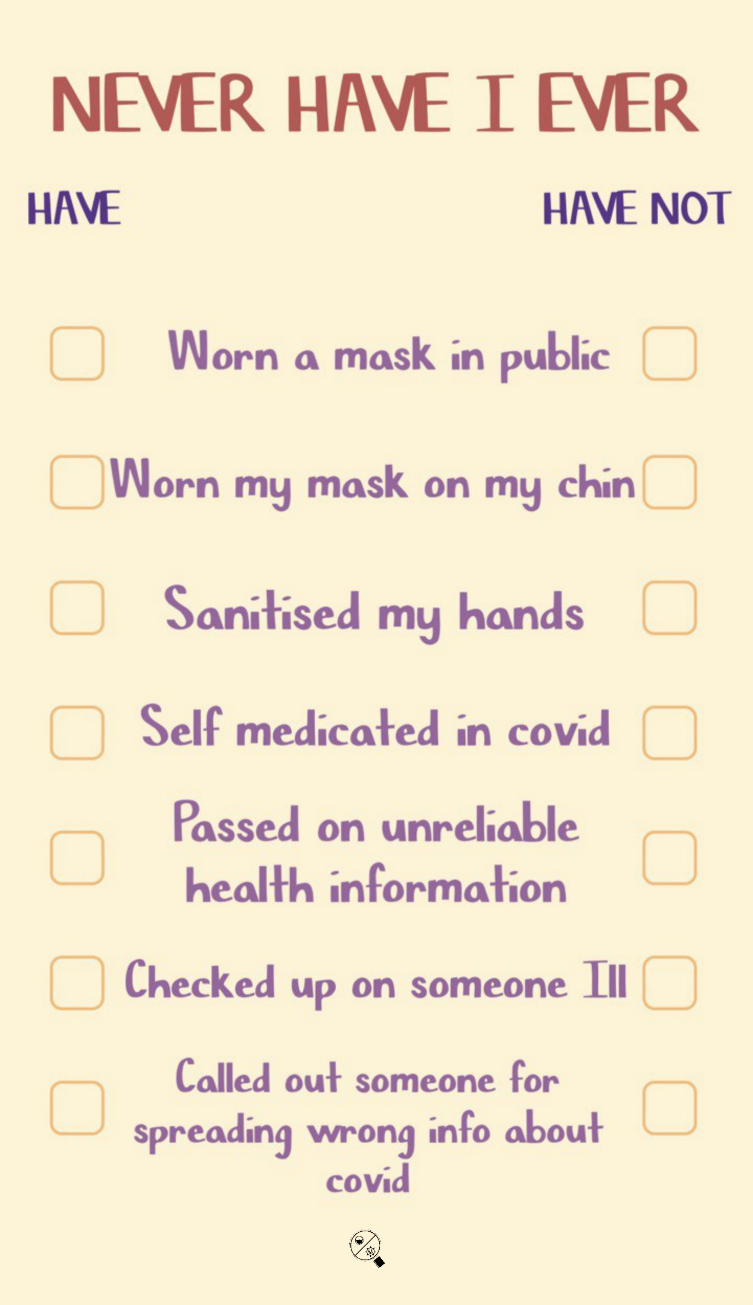 NEVER HAVE I EVER
HAVE
HAVE NOT
Worn a mask in public
Worn my mask on my chin
Sanitised my hands
Self medicated in covid
Passed on unreliable
health information
Checked up on someone Ill
Called out someone for
spreading wrong info about
covid